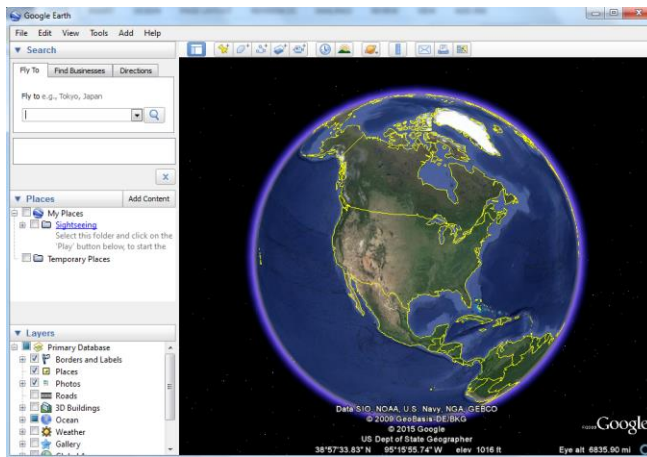 Google Earth
File Edit View Tools Add Help
Search
Fly To Find Businesses Directions
Fly to e.g., Tokyo, Japan
Places Add Content
My Places
Sightseeing
Select this folder and click on the
'Play' button below, to start the
Temporary Places
Layers
Primary Database
Borders and Labels
Places
Photos
Roads
3D Buildings
Ocean
Weather
Gallery
Data SIO, NOAA, U.S. Navy, NGA, GEBCO
© 2009 GeoBasis-DE/BKG
© 2015 Google
US Dept of State Geographer
Google
38°57'33.83" N 95°15'55.74" W elev 1016 ft Eye alt 6835.90 mi